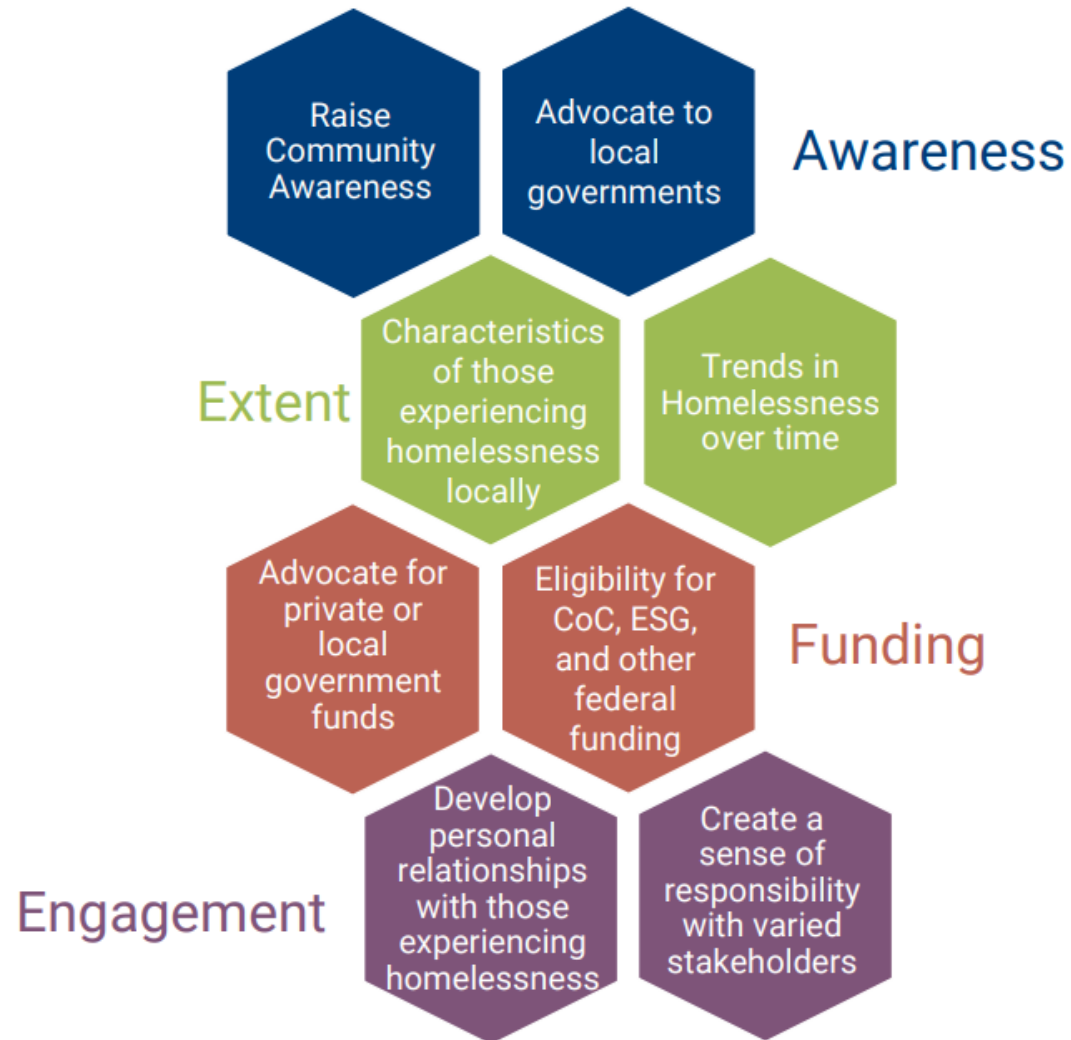 Raise
Community
Awareness
Advocate to
local
governments
Awareness
Extent
Characteristics
of those
experiencing
homelessness
locally
Trends in
Homelessness
over time
Advocate for
private or
local
government
funds
Eligibility for
CoC, ESG,
and other
federal
funding
Funding
Engagement
Develop
personal
relationships
with those
experiencing
homelessness
Create a
sense of
responsibility
with varied
stakeholders